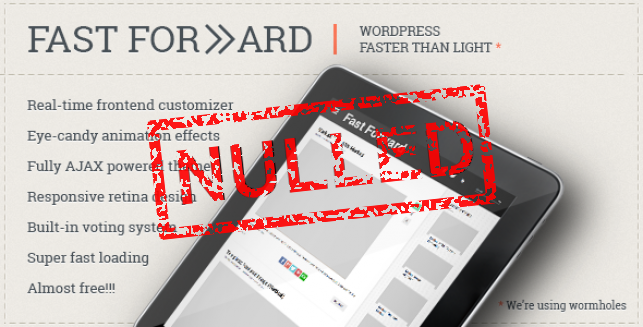 FAST FOR ARD
WORDPRESS
FASTER THAN LIGHT *
Real-time frontend customizer
Eye-candy animation effects
Fully AJAX powered theme
Responsive retina design
Built-in voting system
Super fast loading
Almost free!!!
NULLED
Fast Forward
* We're using wormholes